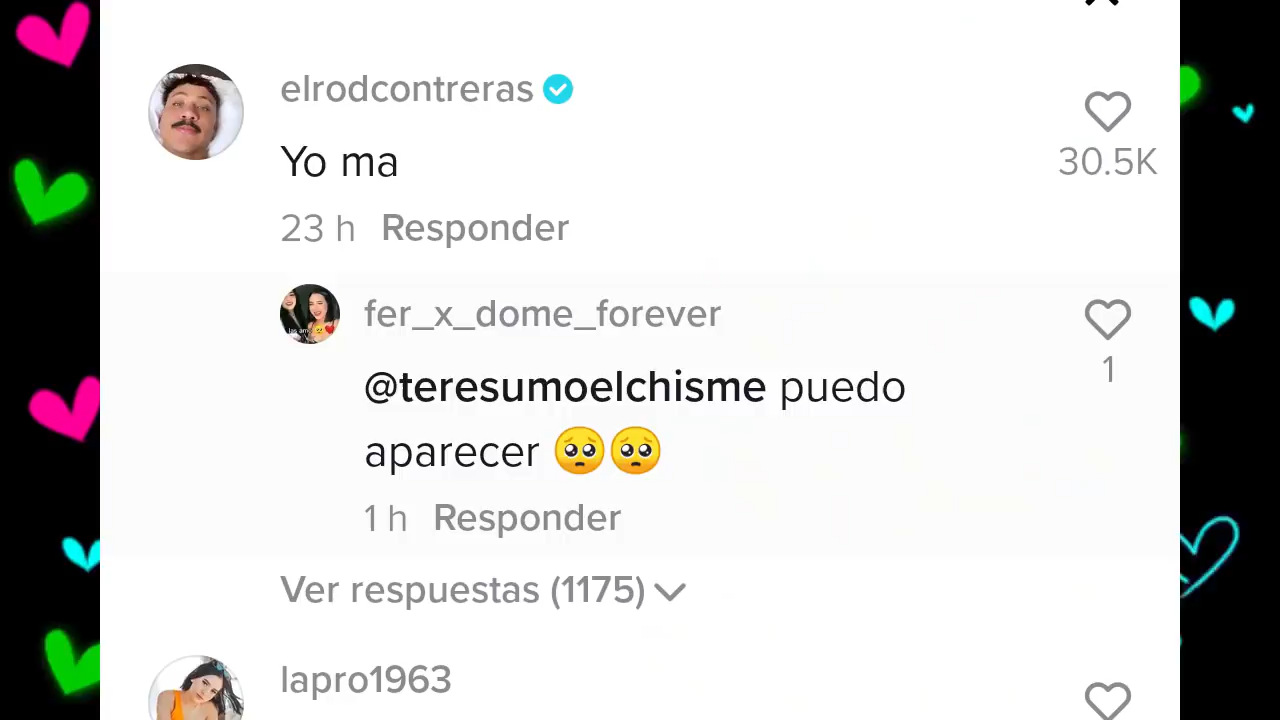 elrodcontreras
Yo ma
30.5K
23 h Responder
fer_x_dome_forever
@teresumoelchisme puedo
1
aparecer 🥺🥺
1 h Responder
Ver respuestas (1175)
lapro1963